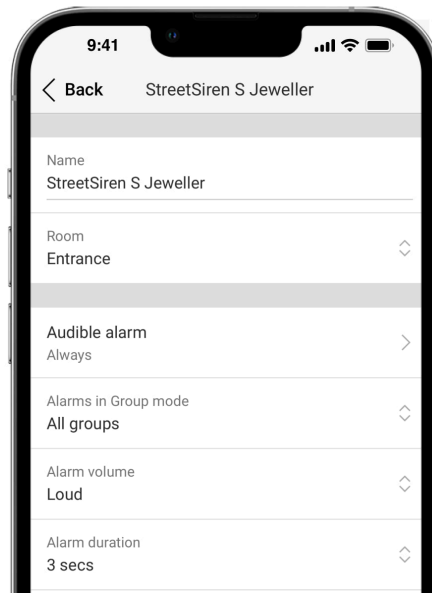 9:41
Back StreetSiren S Jeweller
Name
StreetSiren S Jeweller
Room
Entrance
Audible alarm
Always
Alarms in Group mode
All groups
Alarm volume
Loud
Alarm duration
3 secs